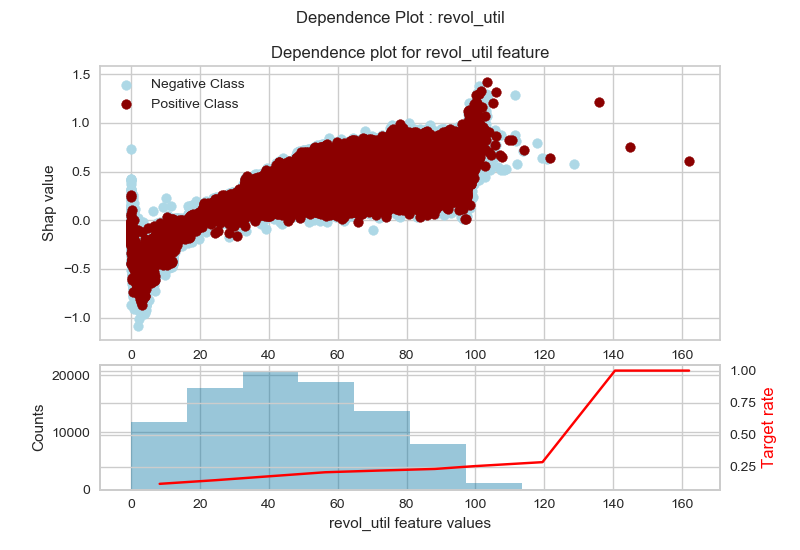 Dependence Plot : revol_util
Dependence plot for revol_util feature
Negative Class
Positive Class
Shap value
1.5
1.0
0.5
0.0
−0.5
−1.0
0 20 40 60 80 100 120 140 160
Counts
20000
10000
0
1.00
0.75
0.50
0.25
Target rate
0 20 40 60 80 100 120 140 160
revol_util feature values